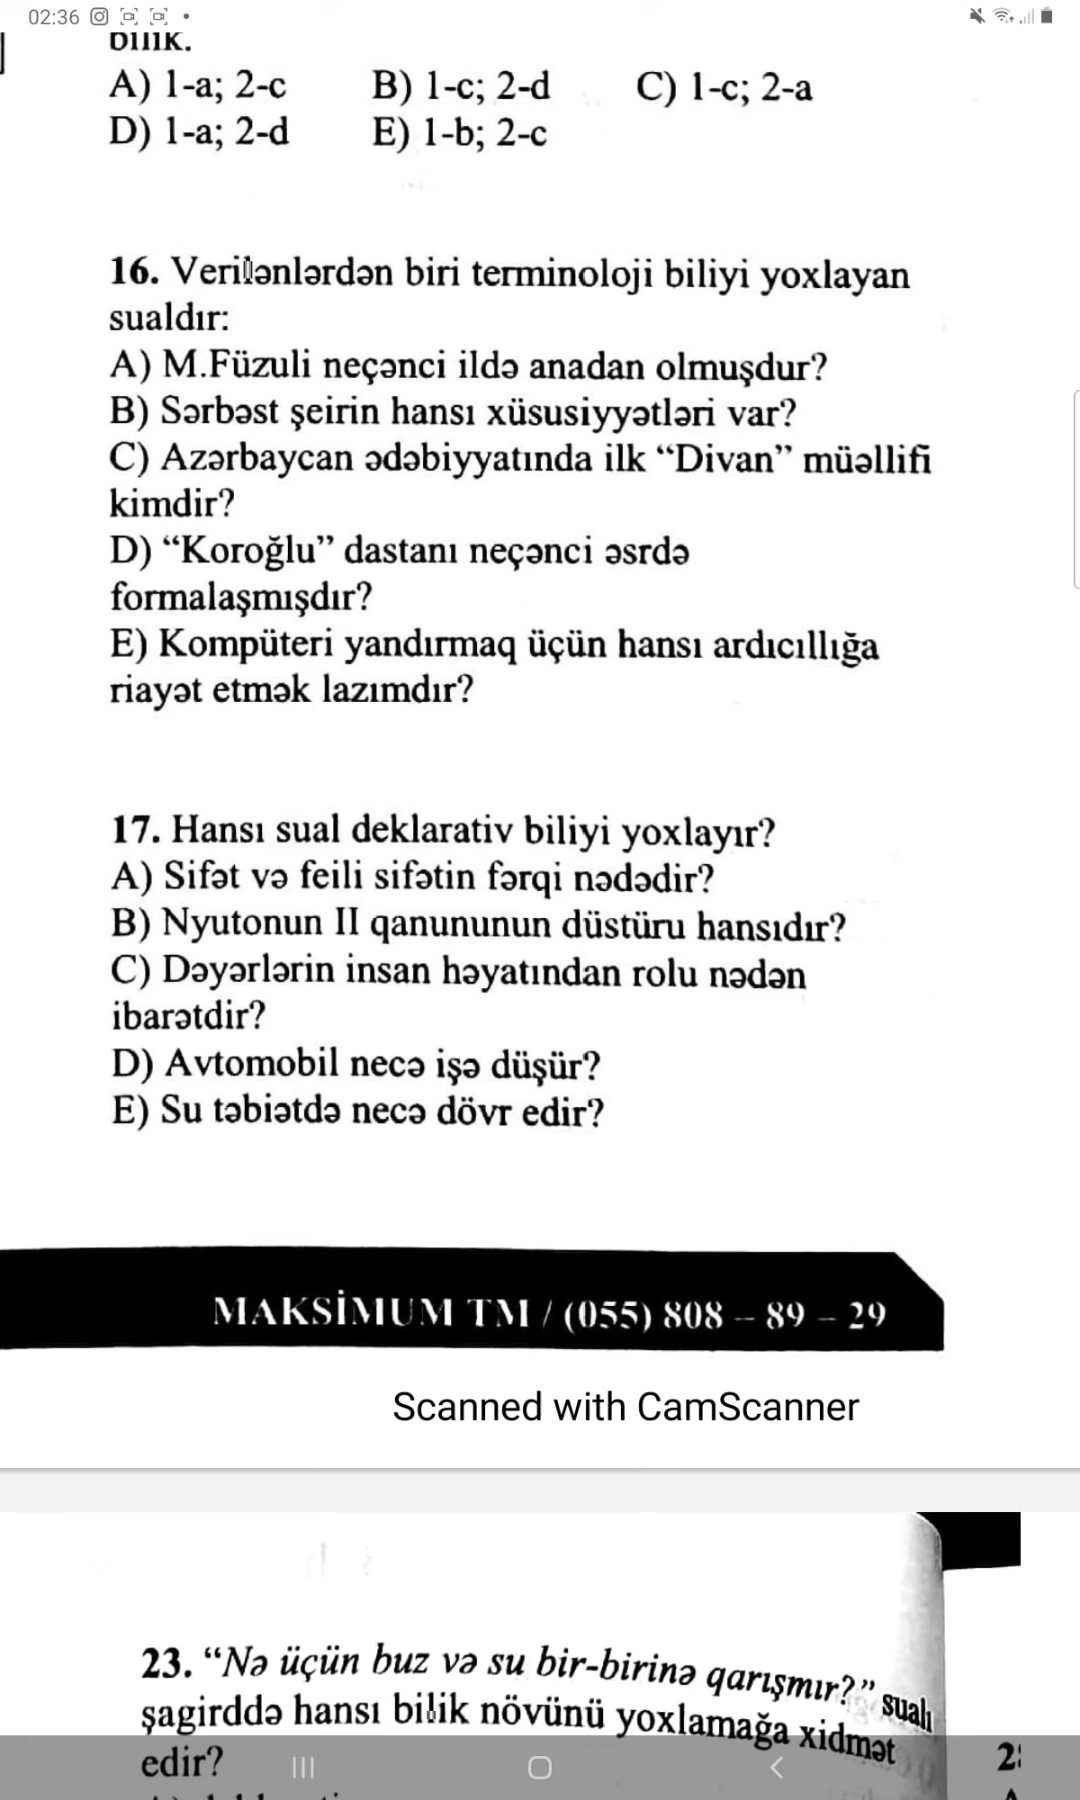 02:36
bilik.
A) 1-a; 2-c B) 1-c; 2-d C) 1-c; 2-a
D) 1-a; 2-d E) 1-b; 2-c
16. Verilənlərdən biri terminoloji biliyi yoxlayan
sualdır:
A) M.Füzuli neçənci ildə anadan olmuşdur?
B) Sərbəst şeirin hansı xüsusiyyətləri var?
C) Azərbaycan ədəbiyyatında ilk “Divan” müəllifi
kimdir?
D) “Koroğlu” dastanı neçənci əsrdə
formalaşmışdır?
E) Kompüteri yandırmaq üçün hansı ardıcıllığa
riayət etmək lazımdır?
17. Hansı sual deklarativ biliyi yoxlayır?
A) Sifət və feili sifətin fərqi nədədir?
B) Nyutonun II qanununun düstüru hansıdır?
C) Dəyərlərin insan həyatından rolu nədən
ibarətdir?
D) Avtomobil necə işə düşür?
E) Su təbiətdə necə dövr edir?
MAKSİMUM TM / (055) 808 – 89 – 29
Scanned with CamScanner
23. “Nə üçün buz və su bir-birinə qarışmır?” sualı
şagirddə hansı bilik növünü yoxlamağa xidmət
edir?